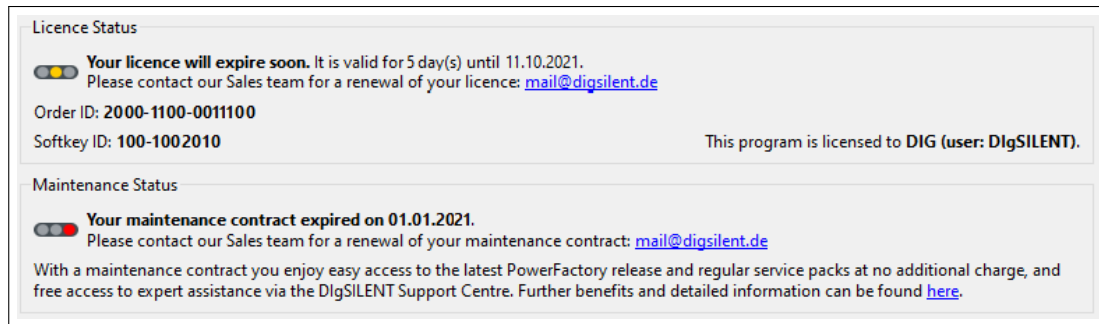 Licence Status
Your licence will expire soon. It is valid for 5 day(s) until 11.10.2021.
Please contact our Sales team for a renewal of your licence: mail@digsilent.de
Order ID: 2000-1100-0011100
Softkey ID: 100-1002010 This program is licensed to DIG (user: DIgSILENT).
Maintenance Status
Your maintenance contract expired on 01.01.2021.
Please contact our Sales team for a renewal of your maintenance contract: mail@digsilent.de
With a maintenance contract you enjoy easy access to the latest PowerFactory release and regular service packs at no additional charge, and
free access to expert assistance via the DIgSILENT Support Centre. Further benefits and detailed information can be found here.